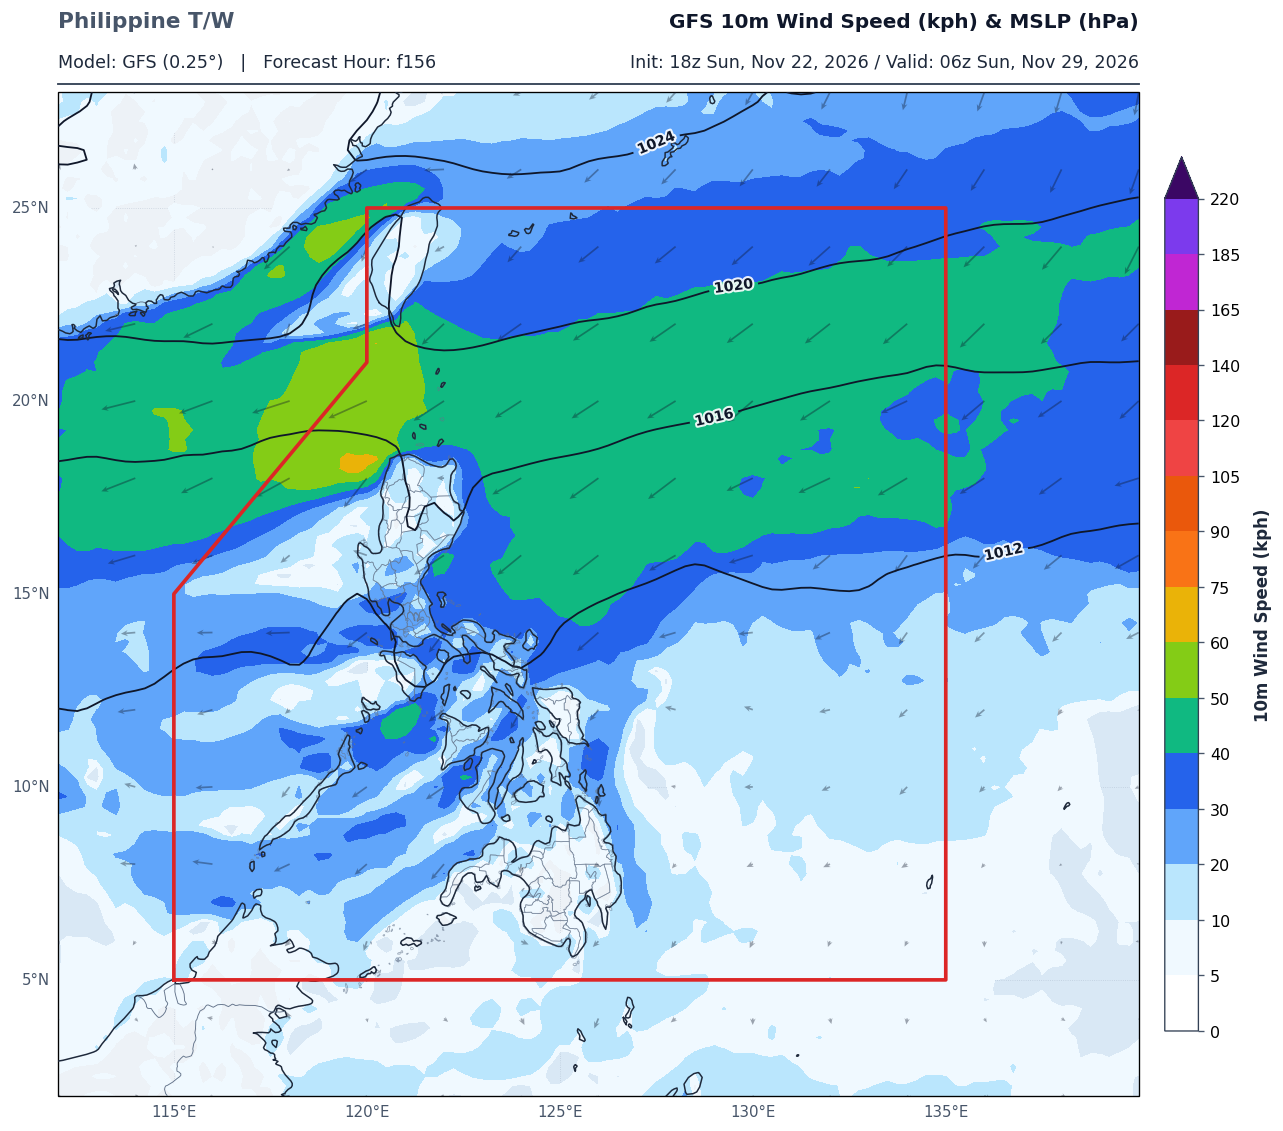 Philippine T/W
GFS 10m Wind Speed (kph) & MSLP (hPa)
Model: GFS (0.25°)   |   Forecast Hour: f156
Init: 18z Sun, Nov 22, 2026 / Valid: 06z Sun, Nov 29, 2026
1024
1020
1016
1012
25°N
20°N
15°N
10°N
5°N
115°E
120°E
125°E
130°E
135°E
220
185
165
140
120
105
90
75
60
50
40
30
20
10
5
0
10m Wind Speed (kph)